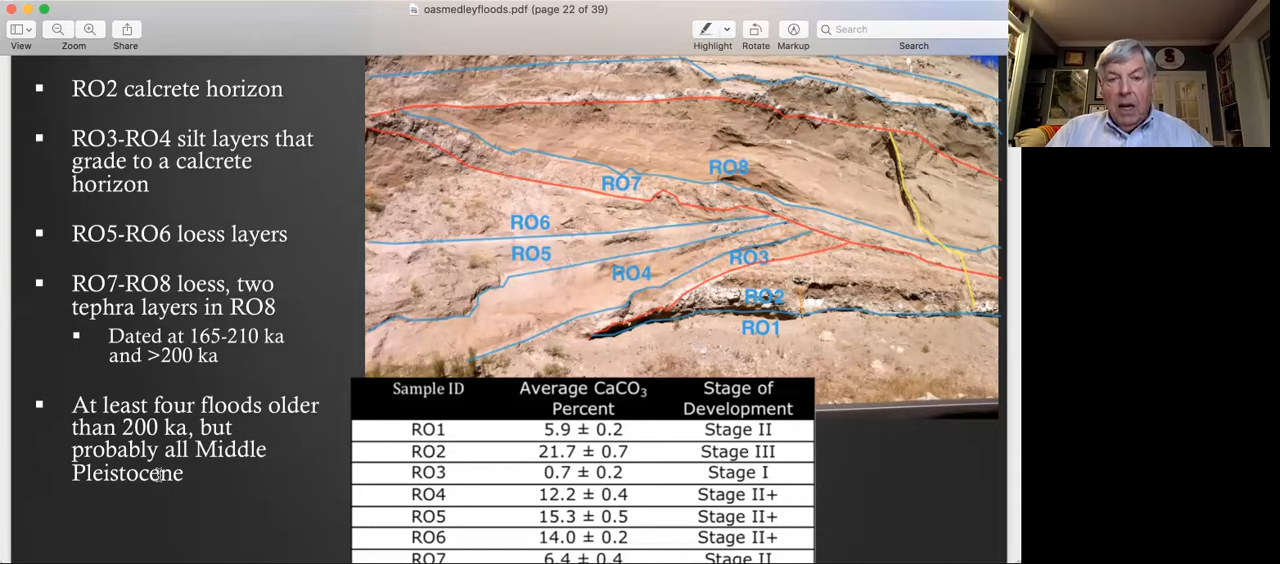 oasmedleyfloods.pdf (page 22 of 39)
View
Zoom
Share
Highlight
Rotate
Markup
Search
Search
▪ RO2 calcrete horizon
▪ RO3-RO4 silt layers that
grade to a calcrete
horizon
▪ RO5-RO6 loess layers
▪ RO7-RO8 loess, two
tephra layers in RO8
▪ Dated at 165-210 ka
and >200 ka
▪ At least four floods older
than 200 ka, but
probably all Middle
Pleistocene
RO8
RO7
RO6
RO5
RO3
RO4
RO2
RO1
Sample ID Average CaCO₃ Percent Stage of Development
RO1 5.9 ± 0.2 Stage II
RO2 21.7 ± 0.7 Stage III
RO3 0.7 ± 0.2 Stage I
RO4 12.2 ± 0.4 Stage II+
RO5 15.3 ± 0.5 Stage II+
RO6 14.0 ± 0.2 Stage II+
RO7 6.4 ± 0.4 Stage II